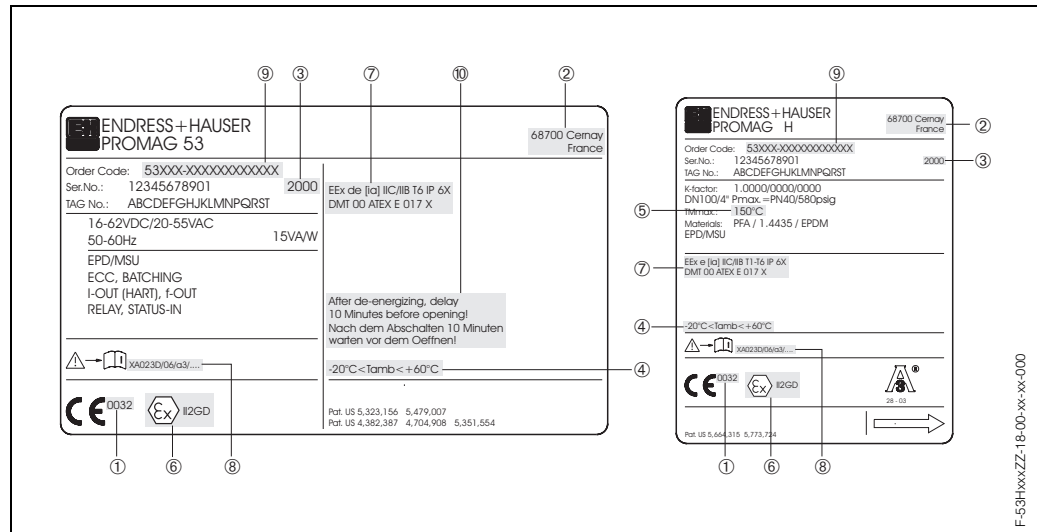 ⑨ ③ ⑦ ⑩ ②
ENDRESS+HAUSER
PROMAG 53
68700 Cernay
France
Order Code: 53XXX-XXXXXXXXXXXX
Ser.No.: 12345678901 2000
TAG No.: ABCDEFGHJKLMNPQRST
16-62VDC/20-55VAC
50-60Hz 15VA/W
EPD/MSU
ECC, BATCHING
I-OUT (HART), f-OUT
RELAY, STATUS-IN
EEx de [ia] IIC/IIB T6 IP 6X
DMT 00 ATEX E 017 X
After de-energizing, delay
10 Minutes before opening!
Nach dem Abschalten 10 Minuten
warten vor dem Oeffnen!
-20°C<Tamb<+60°C ④
XA023D/06/a3/....
CE 0032 Ex II2GD
Pat. US 5,323,156 5,479,007
Pat. US 4,382,387 4,704,908 5,351,554
① ⑥ ⑧
⑨
ENDRESS+HAUSER
PROMAG H
68700 Cernay
France ②
Order Code: 53XXX-XXXXXXXXXXXX
Ser.No.: 12345678901 2000 ③
TAG No.: ABCDEFGHJKLMNPQRST
K-factor: 1.0000/0000/0000
DN100/4" Pmax.=PN40/580psig
⑤ TMmax.: 150°C
Materials: PFA / 1.4435 / EPDM
EPD/MSU
⑦ EEx e [ia] IIC/IIB T1-T6 IP 6X
DMT 00 ATEX E 017 X
④ -20°C<Tamb<+60°C
XA023D/06/a3/....
CE 0032 Ex II2GD
A 3 ®
28 - 03
Pat. US 5,664,315 5,773,724
① ⑥ ⑧
F-53HxxxZZ-18-00-xx-xx-000